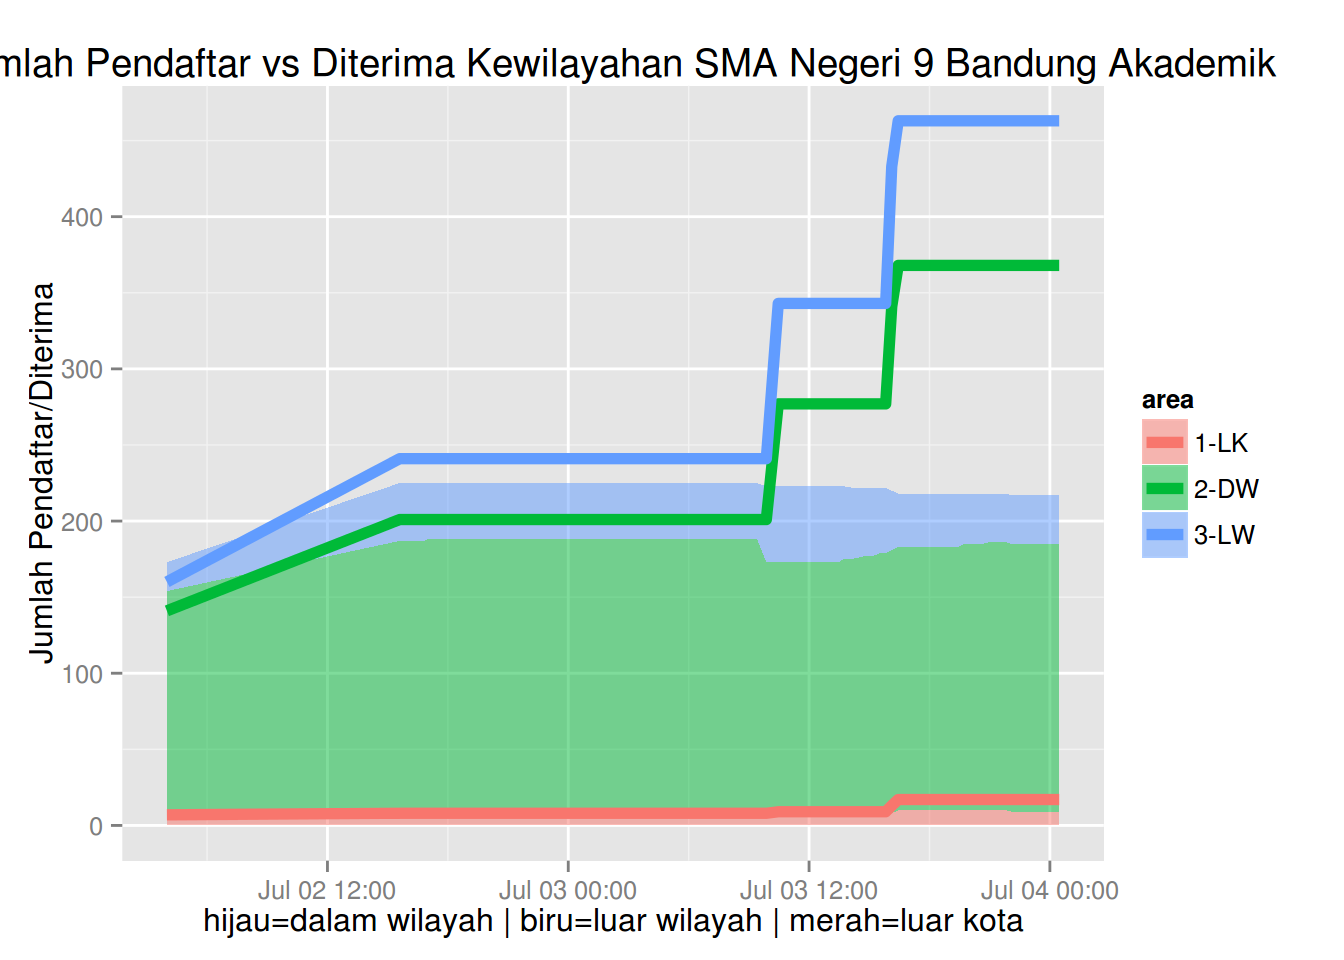 mlah Pendaftar vs Diterima Kewilayahan SMA Negeri 9 Bandung Akademik
Jumlah Pendaftar/Diterima
400
300
200
100
0
Jul 02 12:00
Jul 03 00:00
Jul 03 12:00
Jul 04 00:00
hijau=dalam wilayah | biru=luar wilayah | merah=luar kota
area
1-LK
2-DW
3-LW